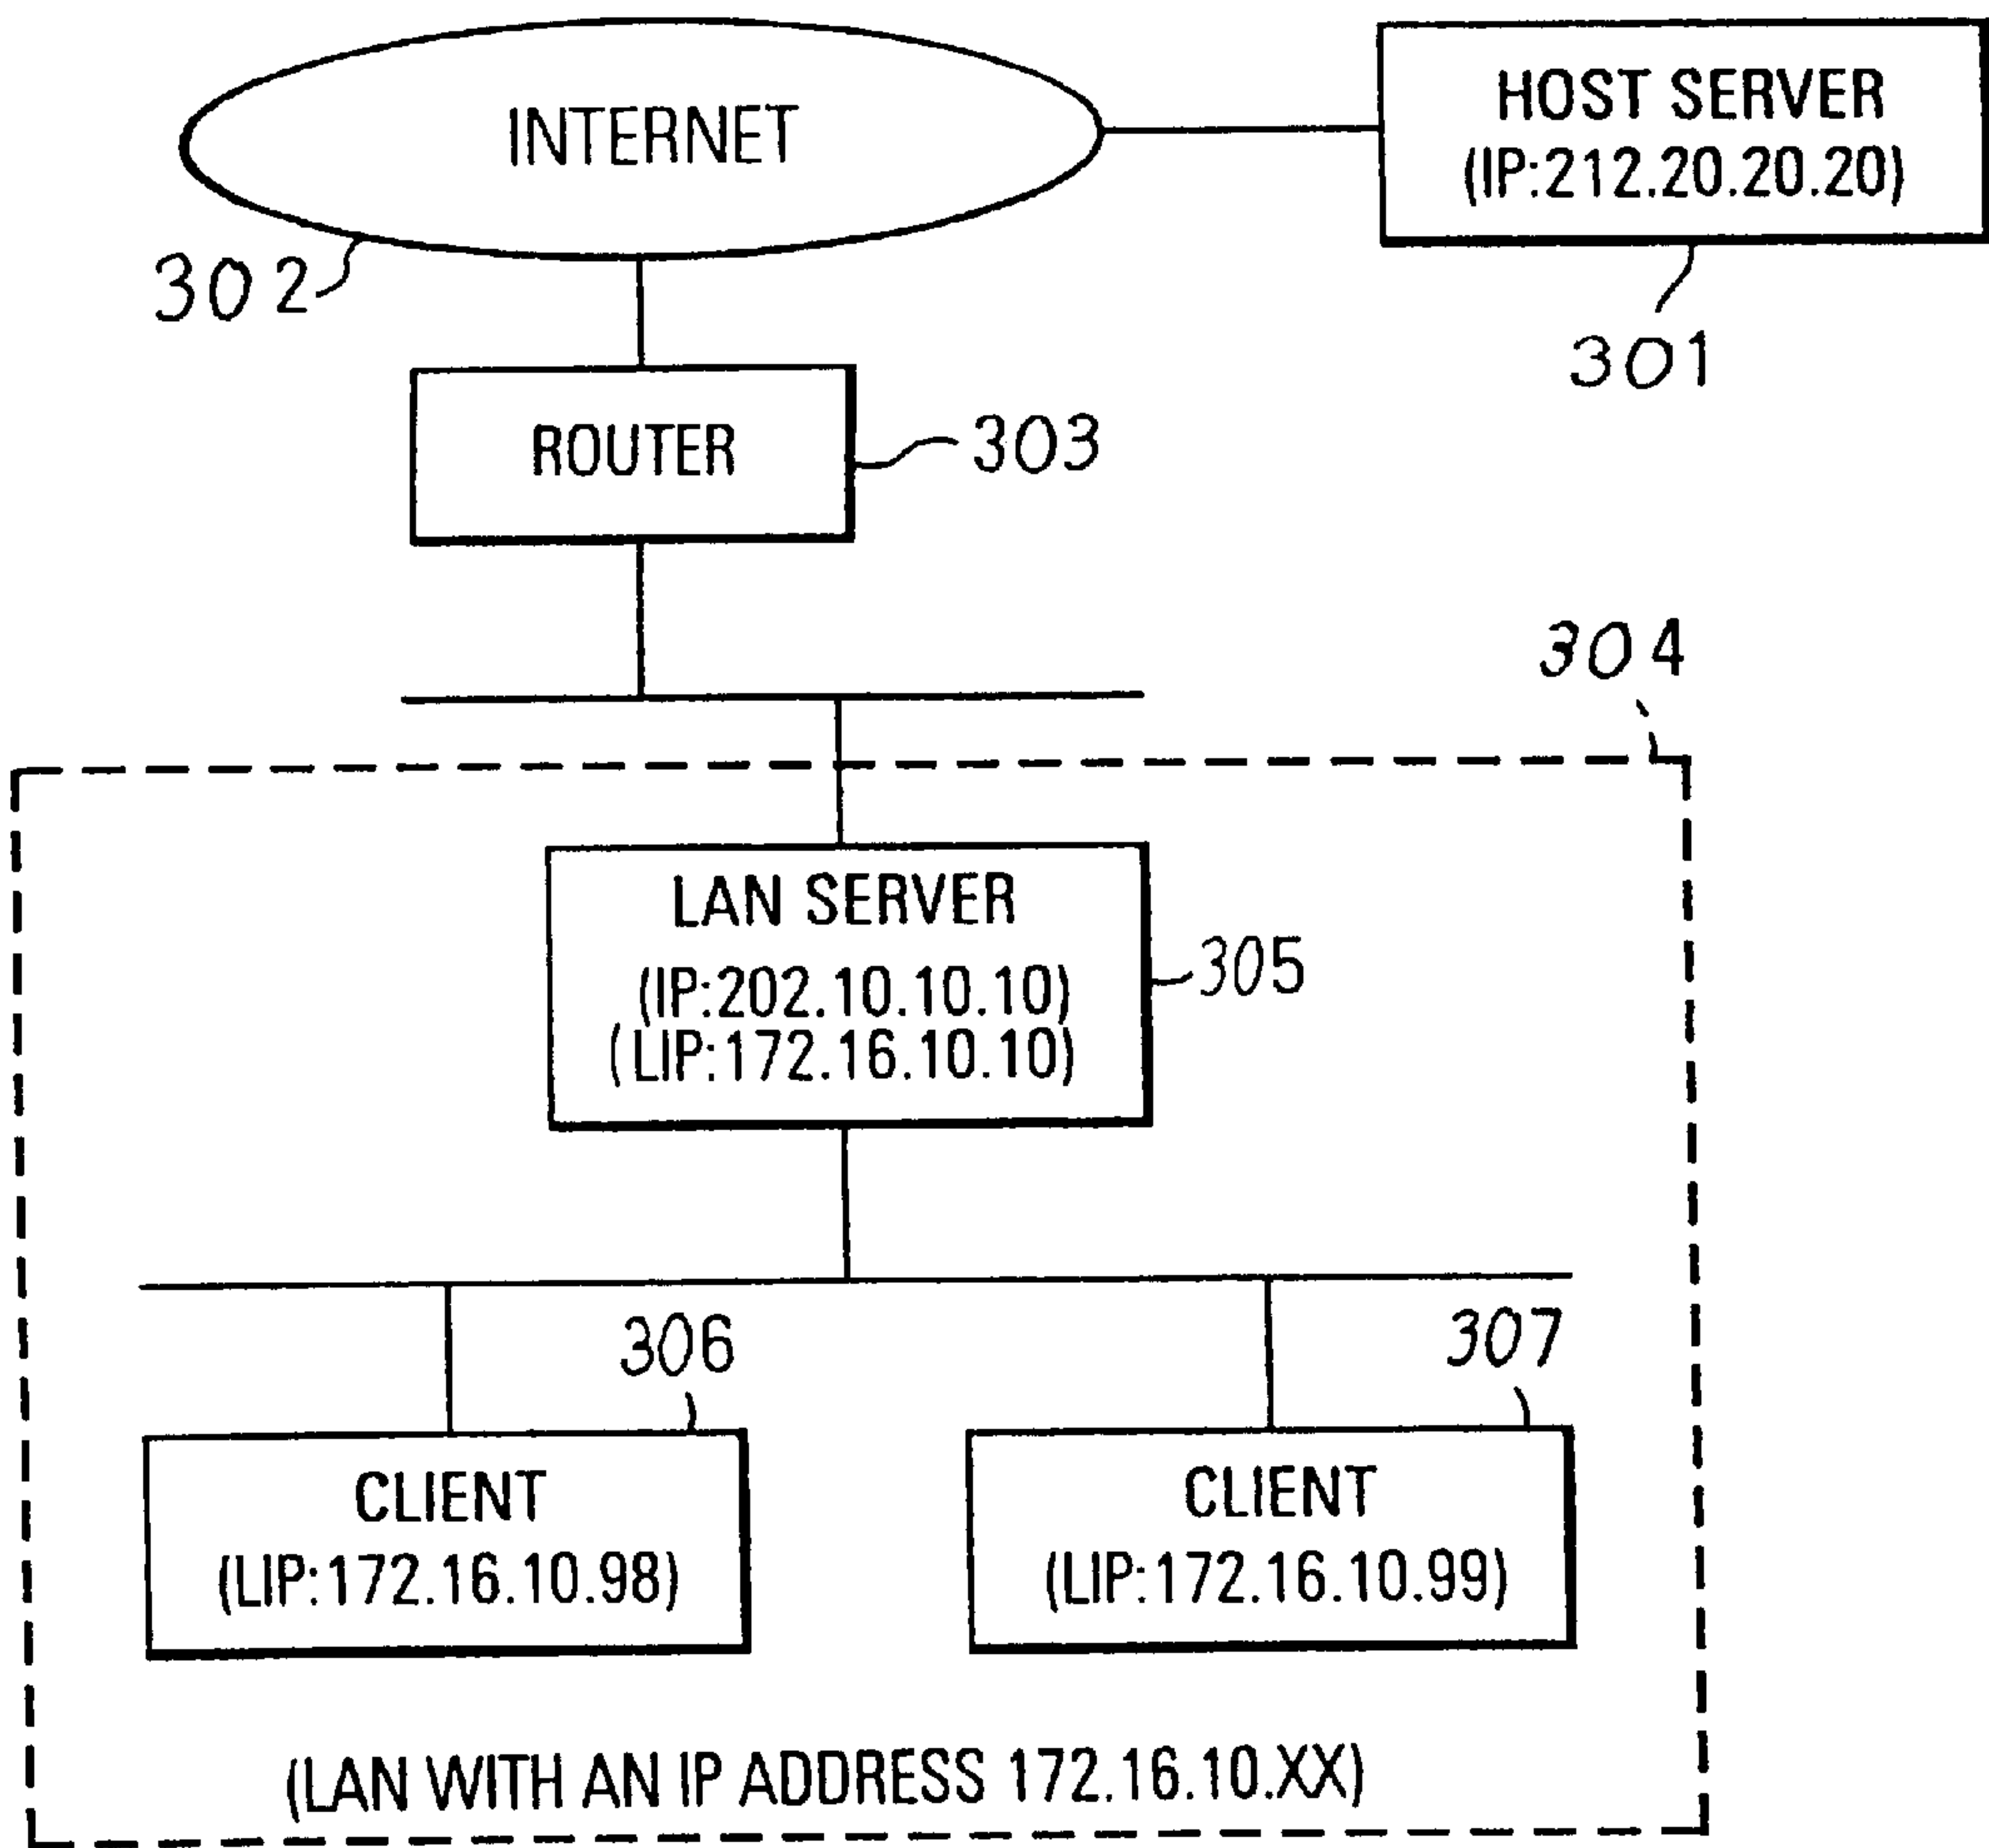 INTERNET
HOST SERVER
(IP:212.20.20.20)
302
301
ROUTER
303
304
LAN SERVER
(IP:202.10.10.10)
(LIP:172.16.10.10)
305
306
307
CLIENT
(LIP:172.16.10.98)
CLIENT
(LIP:172.16.10.99)
(LAN WITH AN IP ADDRESS 172.16.10.XX)